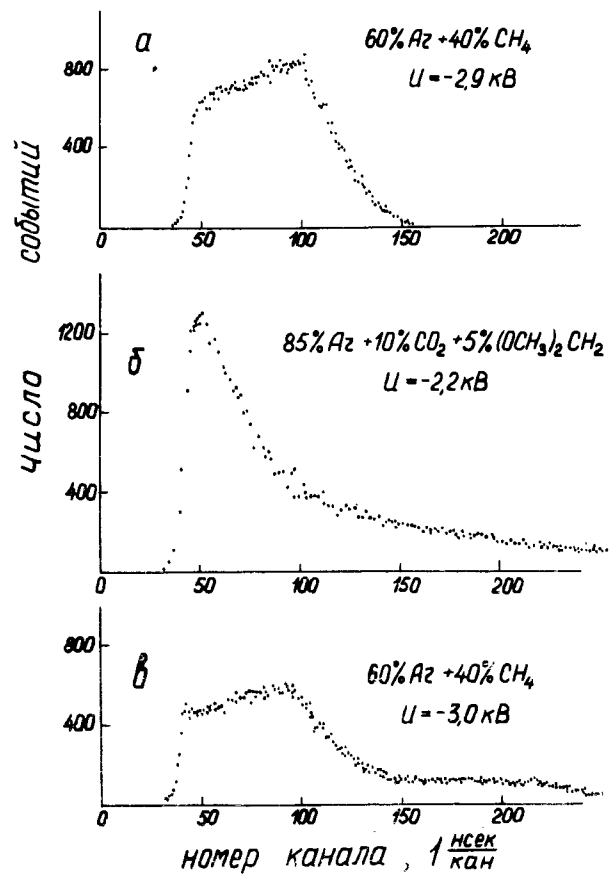 а
60% Ar + 40% CH₄
U = -2,9 кВ
800
400
0
50
100
150
200
б
85% Ar + 10% CO₂ + 5% (OCH₃)₂ CH₂
U = -2,2 кВ
1200
800
400
0
50
100
150
200
в
60% Ar + 40% CH₄
U = -3,0 кВ
800
400
0
50
100
150
200
число событий
номер канала, 1 нсек/кан